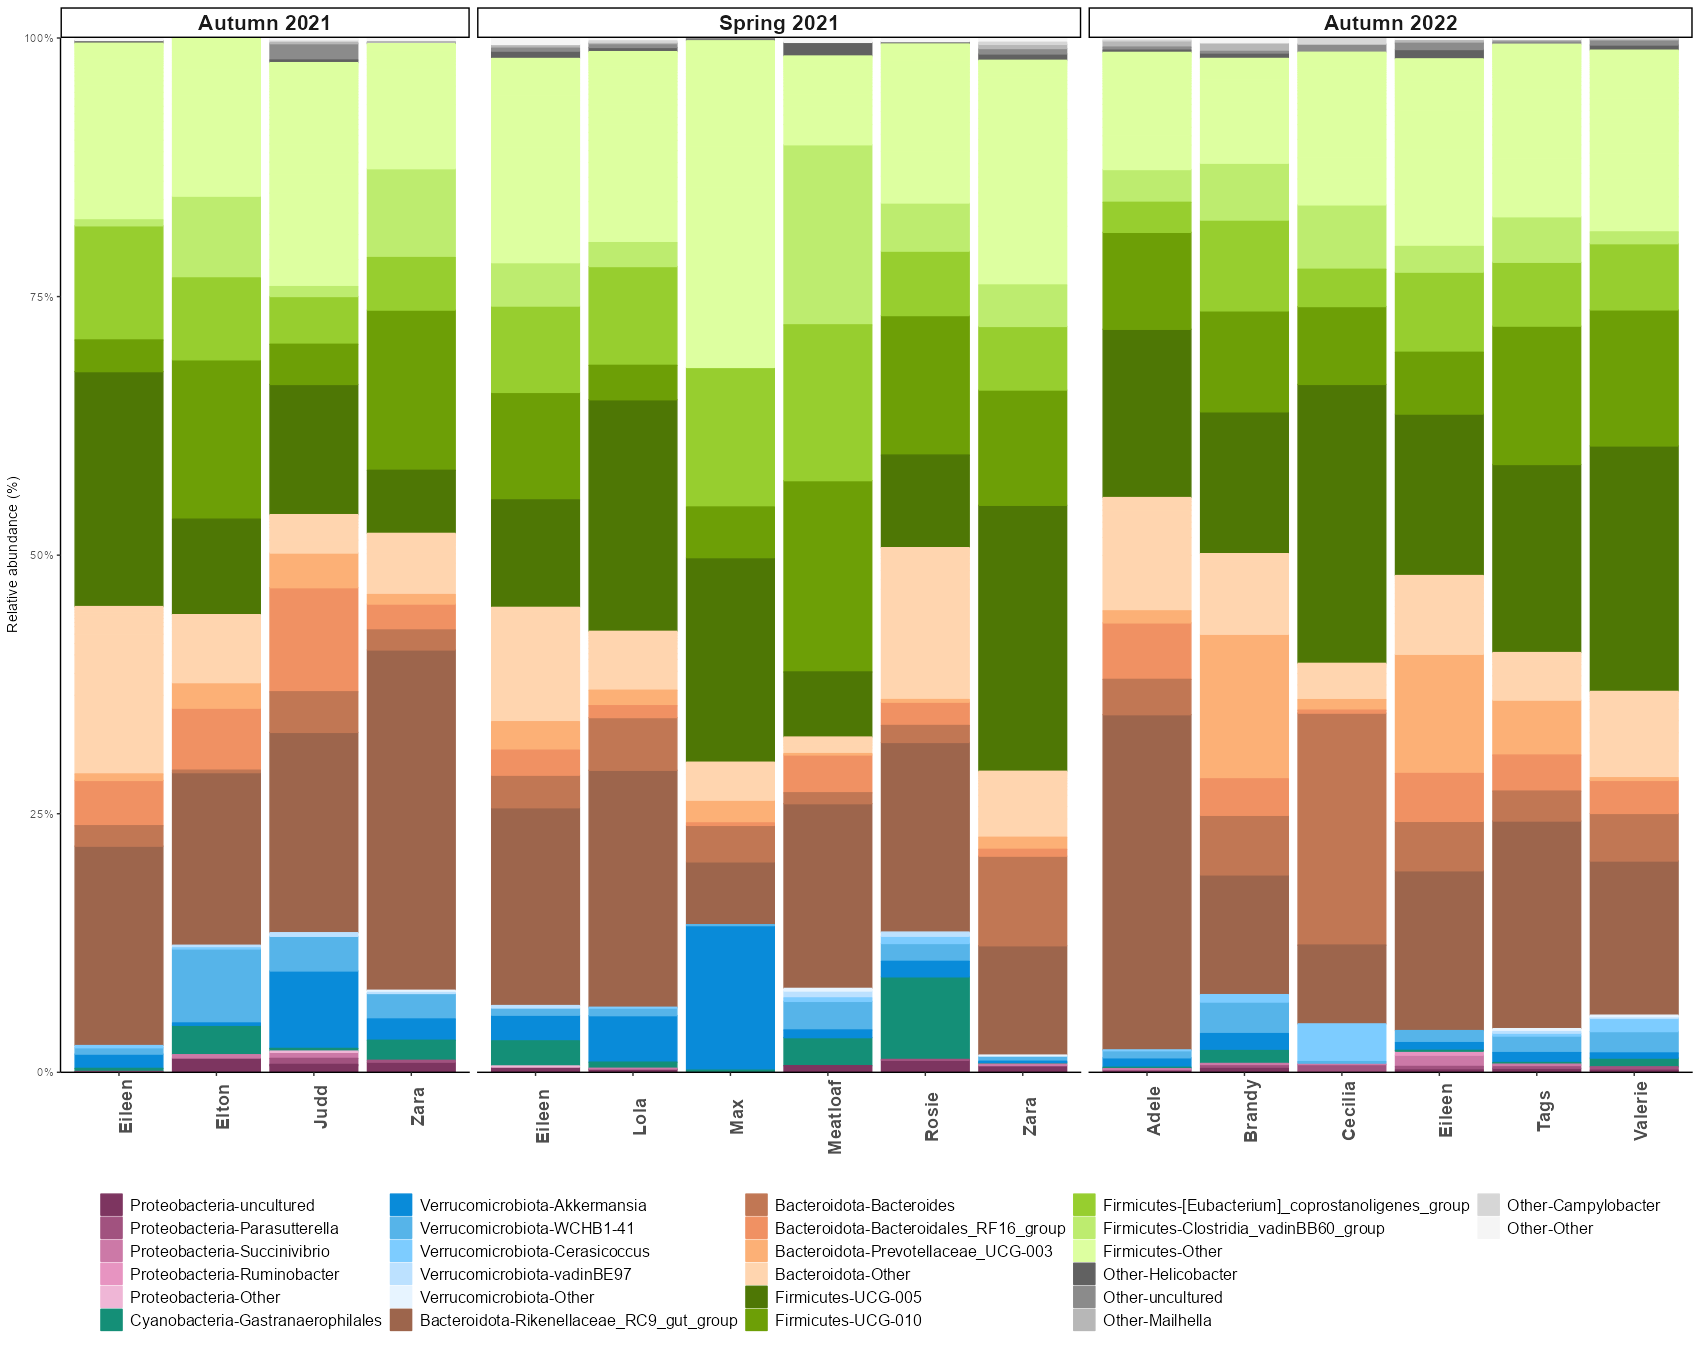 Autumn 2021
Spring 2021
Autumn 2022
100%
75%
50%
25%
0%
Relative abundance (%)
Eileen
Elton
Judd
Zara
Eileen
Lola
Max
Meatloaf
Rosie
Zara
Adele
Brandy
Cecilia
Eileen
Tags
Valerie
Proteobacteria-uncultured
Proteobacteria-Parasutterella
Proteobacteria-Succinivibrio
Proteobacteria-Ruminobacter
Proteobacteria-Other
Cyanobacteria-Gastranaerophilales
Verrucomicrobiota-Akkermansia
Verrucomicrobiota-WCHB1-41
Verrucomicrobiota-Cerasicoccus
Verrucomicrobiota-vadinBE97
Verrucomicrobiota-Other
Bacteroidota-Rikenellaceae_RC9_gut_group
Bacteroidota-Bacteroides
Bacteroidota-Bacteroidales_RF16_group
Bacteroidota-Prevotellaceae_UCG-003
Bacteroidota-Other
Firmicutes-UCG-005
Firmicutes-UCG-010
Firmicutes-[Eubacterium]_coprostanoligenes_group
Firmicutes-Clostridia_vadinBB60_group
Firmicutes-Other
Other-Helicobacter
Other-uncultured
Other-Mailhella
Other-Campylobacter
Other-Other